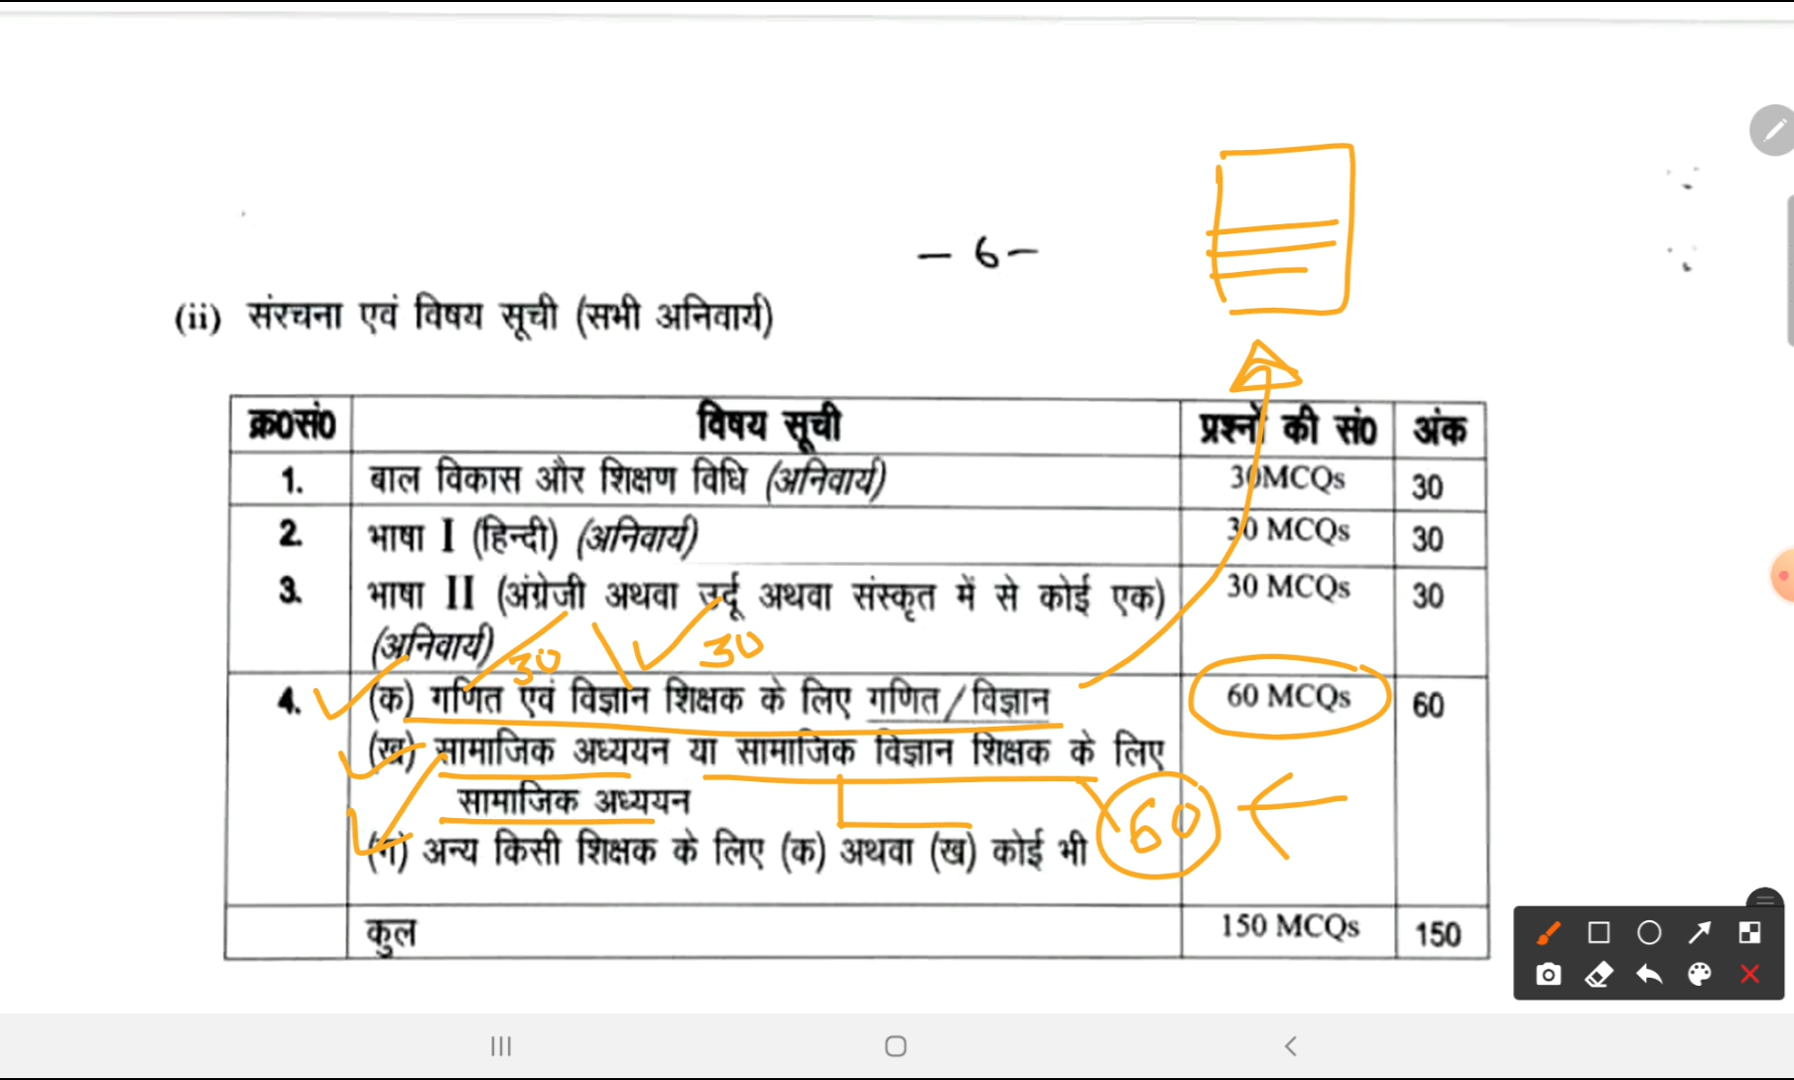 - 6 -
(ii) संरचना एवं विषय सूची (सभी अनिवार्य)
क्र0सं0 विषय सूची प्रश्नों की सं0 अंक
1. बाल विकास और शिक्षण विधि (अनिवार्य) 30MCQs 30
2. भाषा I (हिन्दी) (अनिवार्य) 30 MCQs 30
3. भाषा II (अंग्रेजी अथवा उर्दू अथवा संस्कृत में से कोई एक) 30 MCQs 30
(अनिवार्य) 30 30
4. (क) गणित एवं विज्ञान शिक्षक के लिए गणित / विज्ञान 60 MCQs 60
(ख) सामाजिक अध्ययन या सामाजिक विज्ञान शिक्षक के लिए
सामाजिक अध्ययन
(ग) अन्य किसी शिक्षक के लिए (क) अथवा (ख) कोई भी 60
कुल 150 MCQs 150